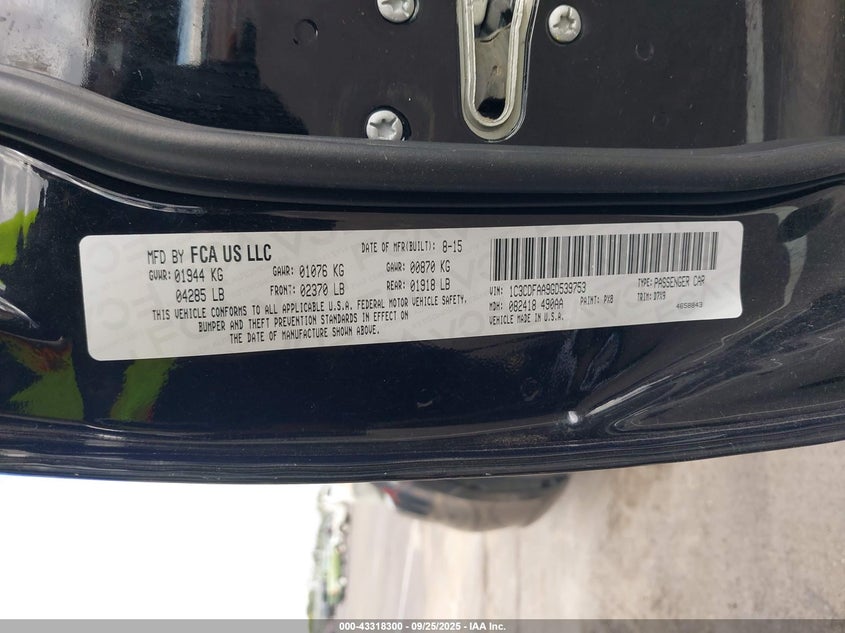 MFD BY FCA US LLC DATE OF MFR(BUILT): 8-15
GVWR: 01944 KG GAWR: 01076 KG GAWR: 00870 KG
04285 LB FRONT: 02370 LB REAR: 01918 LB
THIS VEHICLE CONFORMS TO ALL APPLICABLE U.S.A. FEDERAL MOTOR VEHICLE SAFETY,
BUMPER AND THEFT PREVENTION STANDARDS IN EFFECT ON
THE DATE OF MANUFACTURE SHOWN ABOVE.
VIN: 1C3CDFAA9GD539753 TYPE: PASSENGER CAR
MDH: 082418 490AA PAINT: PX8 TRIM: D7X9
VEHICLE MADE IN U.S.A. 4658843
000-43318300 - 09/25/2025 - IAA Inc.